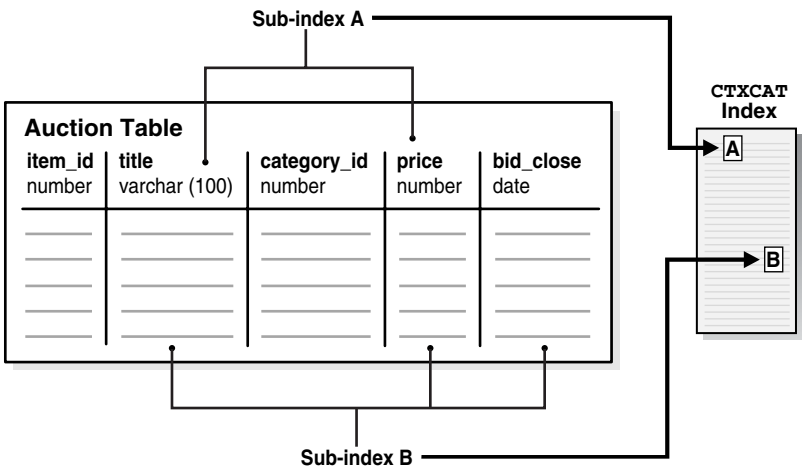 Sub-index A
CTXCAT
Index
Auction Table
item_id title category_id price bid_close
number varchar (100) number number date
A
B
Sub-index B